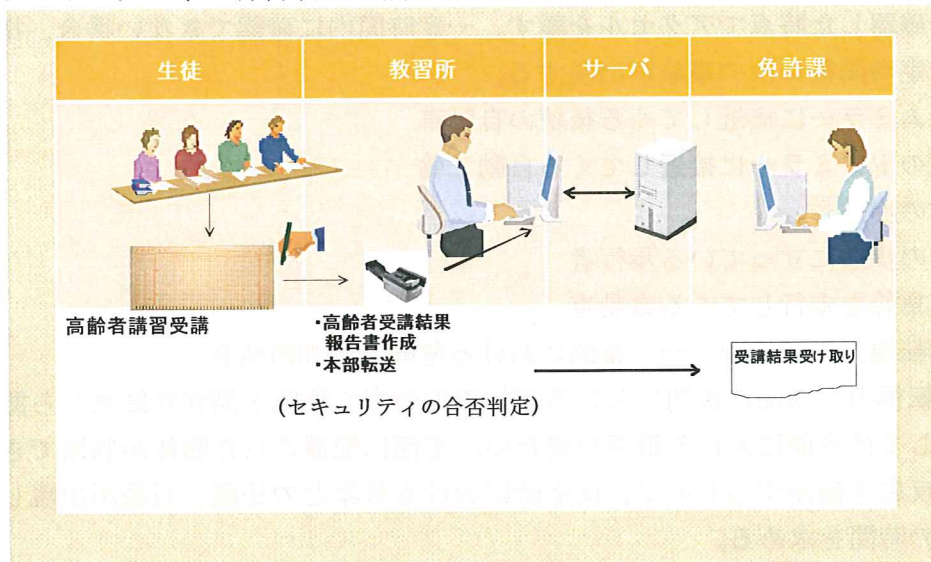 生徒
教習所
サーバ
免許課
高齢者講習受講
・高齢者受講結果
報告書作成
・本部転送
受講結果受け取り
(セキュリティの合否判定)